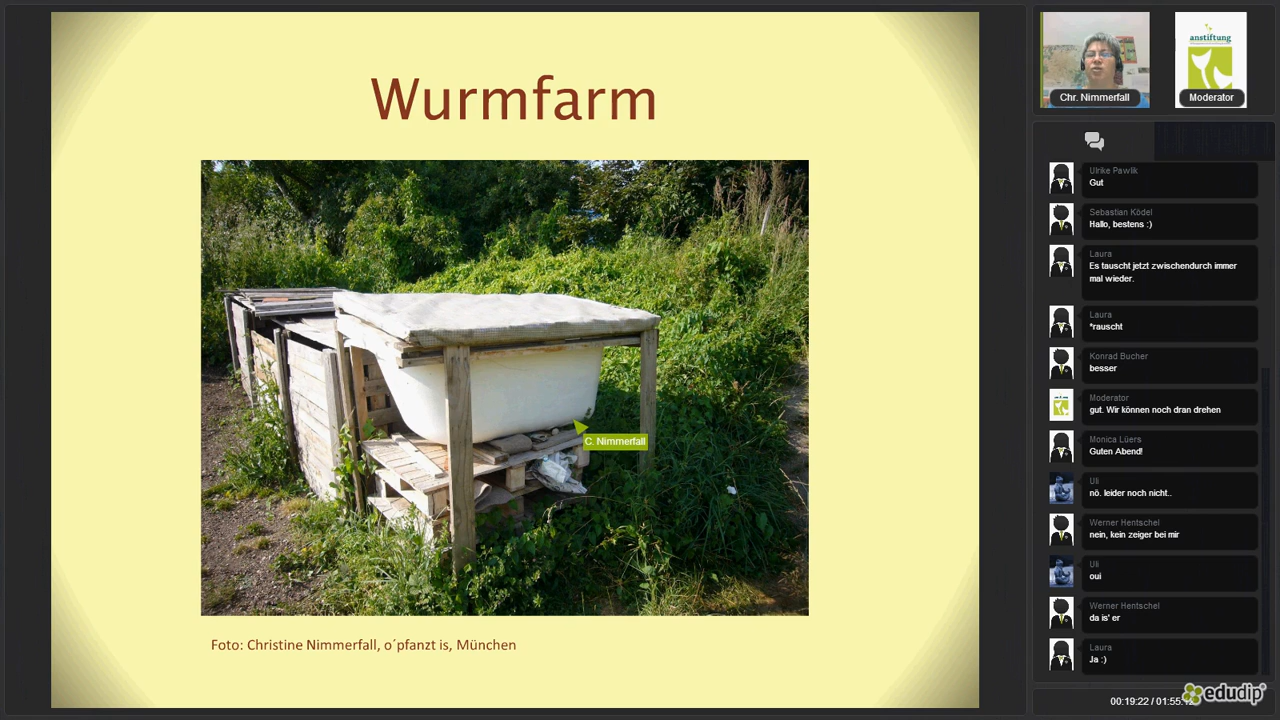 Wurmfarm
C. Nimmerfall
Foto: Christine Nimmerfall, o´pfanzt is, München
anstiftung
Chr. Nimmerfall
Moderator
Ulrike Pawlik
Gut
Sebastian Ködel
Hallo, bestens :)
Laura
Es tauscht jetzt zwischendurch immer
mal wieder.
Laura
*rauscht
Konrad Bucher
besser
Moderator
gut. Wir können noch dran drehen
Monica Lüers
Guten Abend!
Uli
nö. leider noch nicht..
Werner Hentschel
nein, kein zeiger bei mir
Uli
oui
Werner Hentschel
da is' er
Laura
Ja :)
00:19:22 / 01:55:
edudip